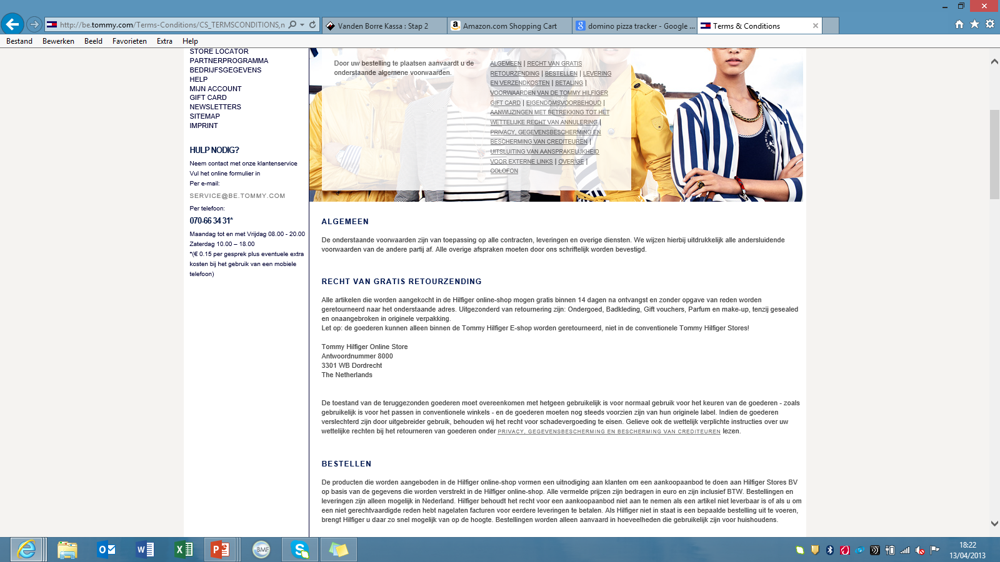 http://be.tommy.com/Terms-Conditions/CS_TERMSCONDITIONS,n
Vanden Borre Kassa : Stap 2
Amazon.com Shopping Cart
domino pizza tracker - Google ...
Terms & Conditions
Bestand Bewerken Beeld Favorieten Extra Help
STORE LOCATOR
PARTNERPROGRAMMA
BEDRIJFSGEGEVENS
HELP
MIJN ACCOUNT
GIFT CARD
NEWSLETTERS
SITEMAP
IMPRINT
HULP NODIG?
Neem contact met onze klantenservice
Vul het online formulier in
Per e-mail:
SERVICE@BE.TOMMY.COM
Per telefoon:
070-66 34 31*
Maandag tot en met Vrijdag 08.00 - 20.00
Zaterdag 10.00 – 18.00
*(€ 0.15 per gesprek plus eventuele extra
kosten bij het gebruik van een mobiele
telefoon)
Door uw bestelling te plaatsen aanvaardt u de
onderstaande algemene voorwaarden.
ALGEMEEN | RECHT VAN GRATIS
RETOURZENDING | BESTELLEN | LEVERING
EN VERZENDKOSTEN | BETALING |
VOORWAARDEN VAN DE TOMMY HILFIGER
GIFT CARD | EIGENDOMSVOORBEHOUD |
AANWIJZINGEN MET BETREKKING TOT HET
WETTELIJKE RECHT VAN ANNULERING |
PRIVACY, GEGEVENSBESCHERMING EN
BESCHERMING VAN CREDITEUREN |
UITSLUITING VAN AANSPRAKELIJKHEID
VOOR EXTERNE LINKS | OVERIGE |
COLOFON
ALGEMEEN
De onderstaande voorwaarden zijn van toepassing op alle contracten, leveringen en overige diensten. We wijzen hierbij uitdrukkelijk alle andersluidende
voorwaarden van de andere partij af. Alle overige afspraken moeten door ons schriftelijk worden bevestigd.
RECHT VAN GRATIS RETOURZENDING
Alle artikelen die worden aangekocht in de Hilfiger online-shop mogen gratis binnen 14 dagen na ontvangst en zonder opgave van reden worden
geretourneerd naar het onderstaande adres. Uitgezonderd van retournering zijn: Ondergoed, Badkleding, Gift vouchers, Parfum en make-up, tenzij gesealed
en onaangebroken in originele verpakking.
Let op: de goederen kunnen alleen binnen de Tommy Hilfiger E-shop worden geretourneerd, niet in de conventionele Tommy Hilfiger Stores!
Tommy Hilfiger Online Store
Antwoordnummer 8000
3301 WB Dordrecht
The Netherlands
De toestand van de teruggezonden goederen moet overeenkomen met hetgeen gebruikelijk is voor normaal gebruik voor het keuren van de goederen - zoals
gebruikelijk is voor het passen in conventionele winkels - en de goederen moeten nog steeds voorzien zijn van hun originele label. Indien de goederen
verslechterd zijn door uitgebreider gebruik, behouden wij het recht voor schadevergoeding te eisen. Gelieve ook de wettelijk verplichte instructies over uw
wettelijke rechten bij het retourneren van goederen onder PRIVACY, GEGEVENSBESCHERMING EN BESCHERMING VAN CREDITEUREN lezen.
BESTELLEN
De producten die worden aangeboden in de Hilfiger online-shop vormen een uitnodiging aan klanten om een aankoopaanbod te doen aan Hilfiger Stores BV
op basis van de gegevens die worden verstrekt in de Hilfiger online-shop. Alle vermelde prijzen zijn bedragen in euro en zijn inclusief BTW. Bestellingen en
leveringen zijn alleen mogelijk in Nederland. Hilfiger behoudt het recht voor een aankoopaanbod niet aan te nemen als een artikel niet leverbaar is of als u om
een niet gerechtvaardigde reden hebt nagelaten facturen voor eerdere leveringen te betalen. Als Hilfiger niet in staat is een bepaalde bestelling uit te voeren,
brengt Hilfiger u daar zo snel mogelijk van op de hoogte. Bestellingen worden alleen aanvaard in hoeveelheden die gebruikelijk zijn voor huishoudens.
BMF
18:22
13/04/2013